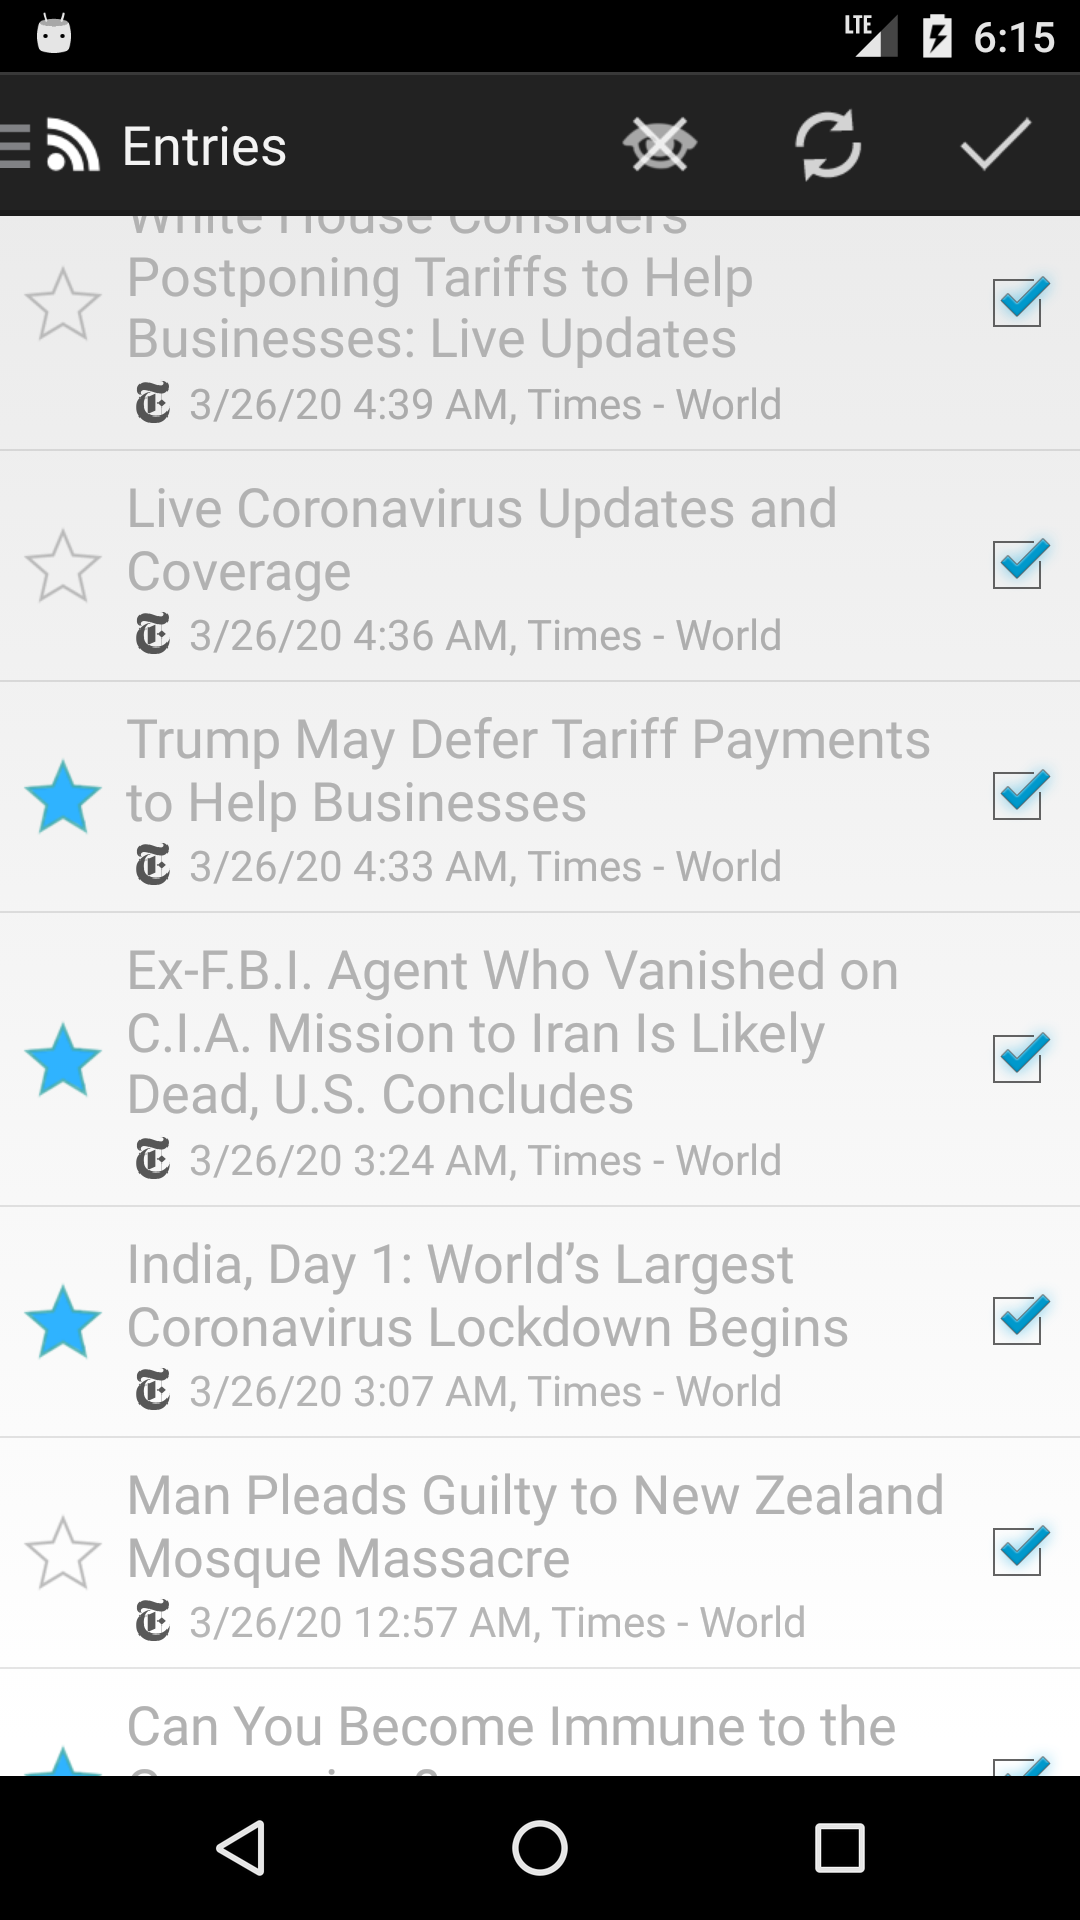 LTE 6:15
Entries
White House Considers
Postponing Tariffs to Help
Businesses: Live Updates
3/26/20 4:39 AM, Times - World
Live Coronavirus Updates and
Coverage
3/26/20 4:36 AM, Times - World
Trump May Defer Tariff Payments
to Help Businesses
3/26/20 4:33 AM, Times - World
Ex-F.B.I. Agent Who Vanished on
C.I.A. Mission to Iran Is Likely
Dead, U.S. Concludes
3/26/20 3:24 AM, Times - World
India, Day 1: World’s Largest
Coronavirus Lockdown Begins
3/26/20 3:07 AM, Times - World
Man Pleads Guilty to New Zealand
Mosque Massacre
3/26/20 12:57 AM, Times - World
Can You Become Immune to the